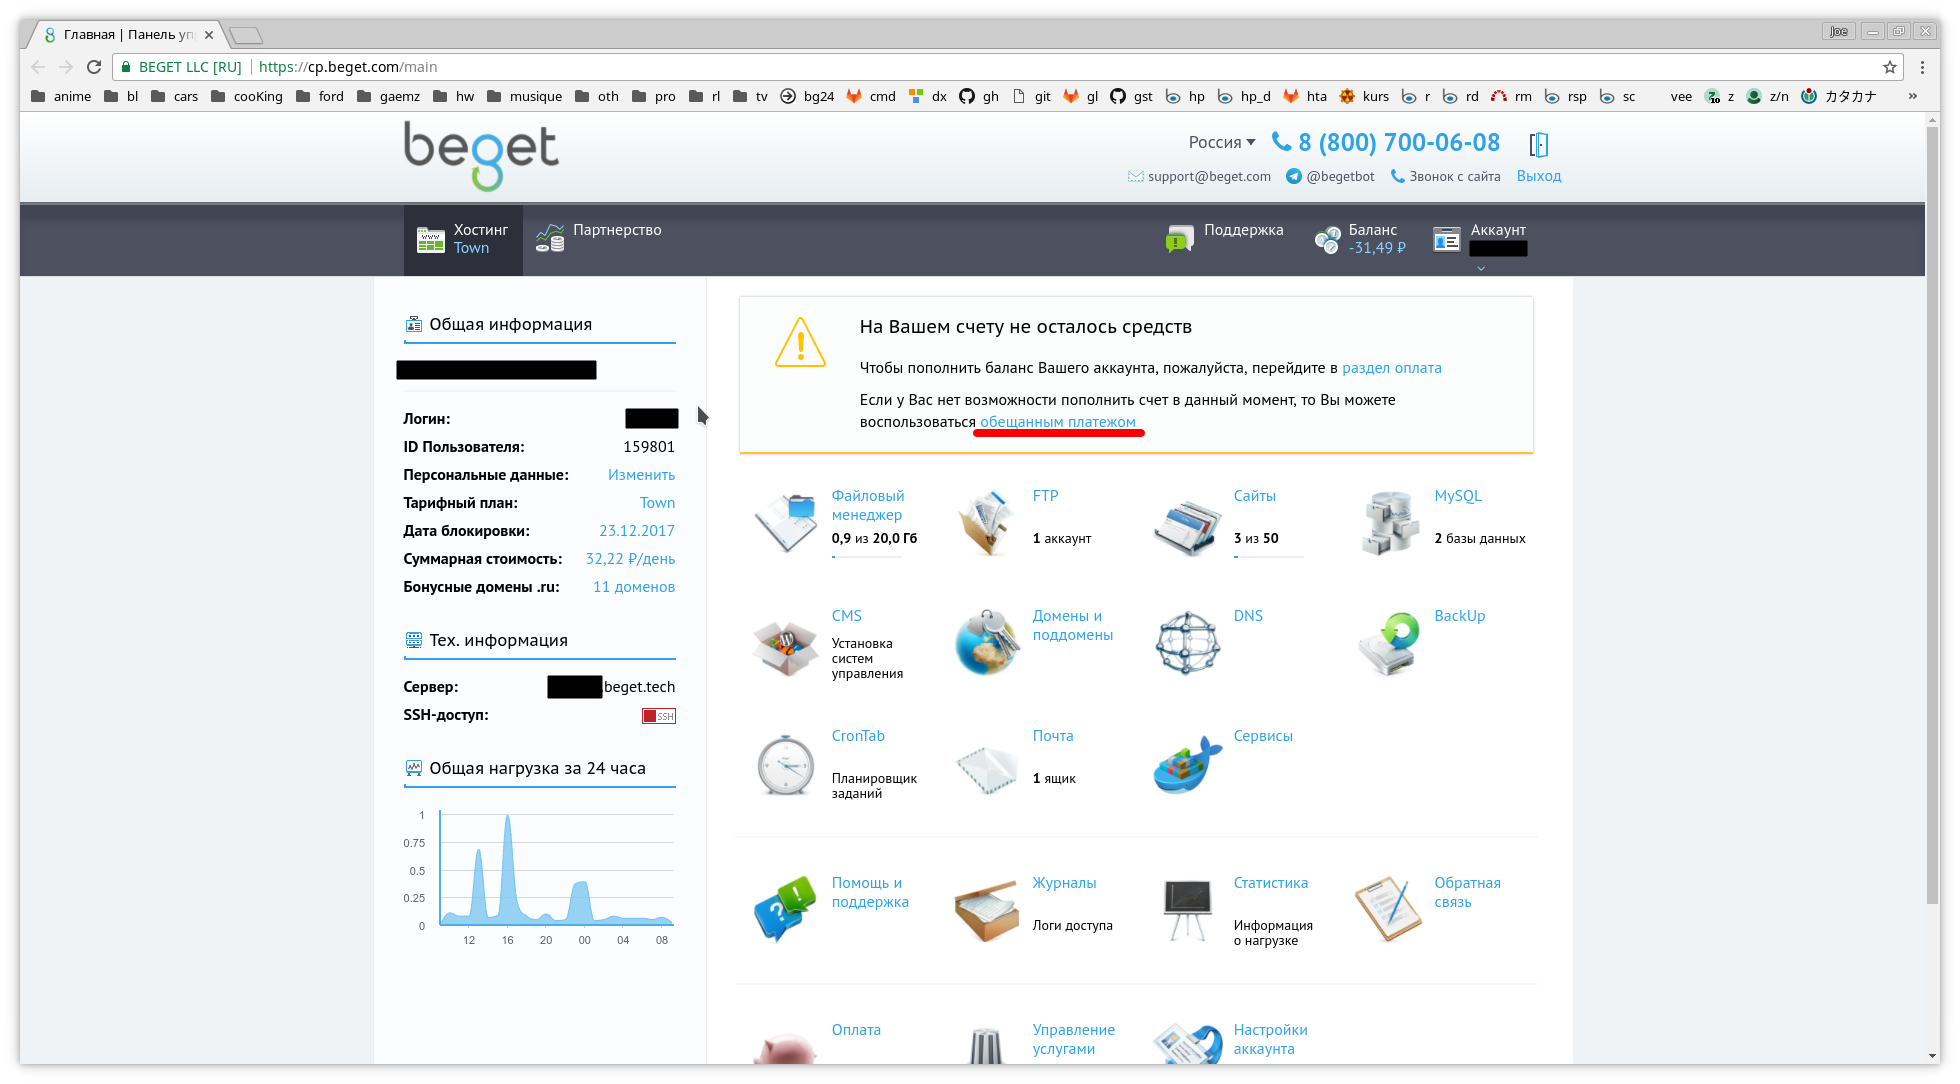 Главная | Панель уп
Joe
BEGET LLC [RU] https://cp.beget.com/main
anime bl cars cooKing ford gaemz hw musique oth pro rl tv bg24 cmd dx gh git gl gst hp hp_d hta kurs r rd rm rsp sc vee z z/n カタカナ »
beget
Россия 8 (800) 700-06-08
support@beget.com @begetbot Звонок с сайта Выход
Хостинг
Town
Партнерство
Поддержка
Баланс
-31,49 ₽
Аккаунт
Общая информация
Логин:
ID Пользователя: 159801
Персональные данные: Изменить
Тарифный план: Town
Дата блокировки: 23.12.2017
Суммарная стоимость: 32,22 ₽/день
Бонусные домены .ru: 11 доменов
Тех. информация
Сервер: .beget.tech
SSH-доступ: SSH
Общая нагрузка за 24 часа
1
0.75
0.5
0.25
0
12 16 20 00 04 08
На Вашем счету не осталось средств
Чтобы пополнить баланс Вашего аккаунта, пожалуйста, перейдите в раздел оплата
Если у Вас нет возможности пополнить счет в данный момент, то Вы можете
воспользоваться обещанным платежом
Файловый
менеджер
0,9 из 20,0 Гб
FTP
1 аккаунт
Сайты
3 из 50
MySQL
2 базы данных
CMS
Установка
систем
управления
Домены и
поддомены
DNS
BackUp
CronTab
Планировщик
заданий
Почта
1 ящик
Сервисы
Помощь и
поддержка
Журналы
Логи доступа
Статистика
Информация
о нагрузке
Обратная
связь
Оплата
Управление
услугами
Настройки
аккаунта